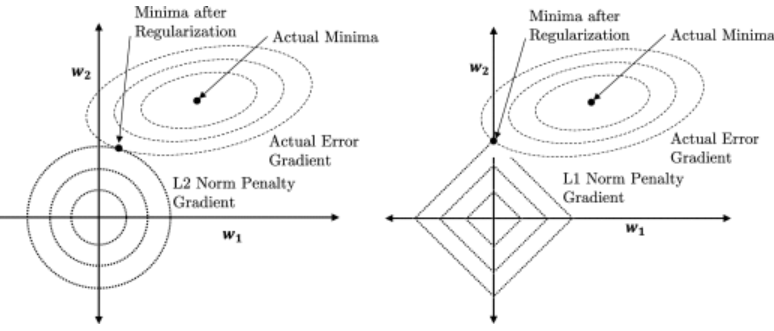 Minima after
Regularization
Actual Minima
w₂
Actual Error
Gradient
L2 Norm Penalty
Gradient
w₁
Minima after
Regularization
Actual Minima
w₂
Actual Error
Gradient
L1 Norm Penalty
Gradient
w₁